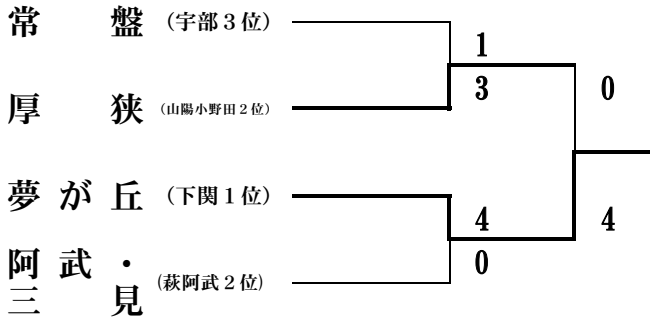 常盤（宇部３位）
1
3
厚狭（山陽小野田２位）
0
夢が丘（下関１位）
4
4
0
阿武・
三見（萩阿武２位）